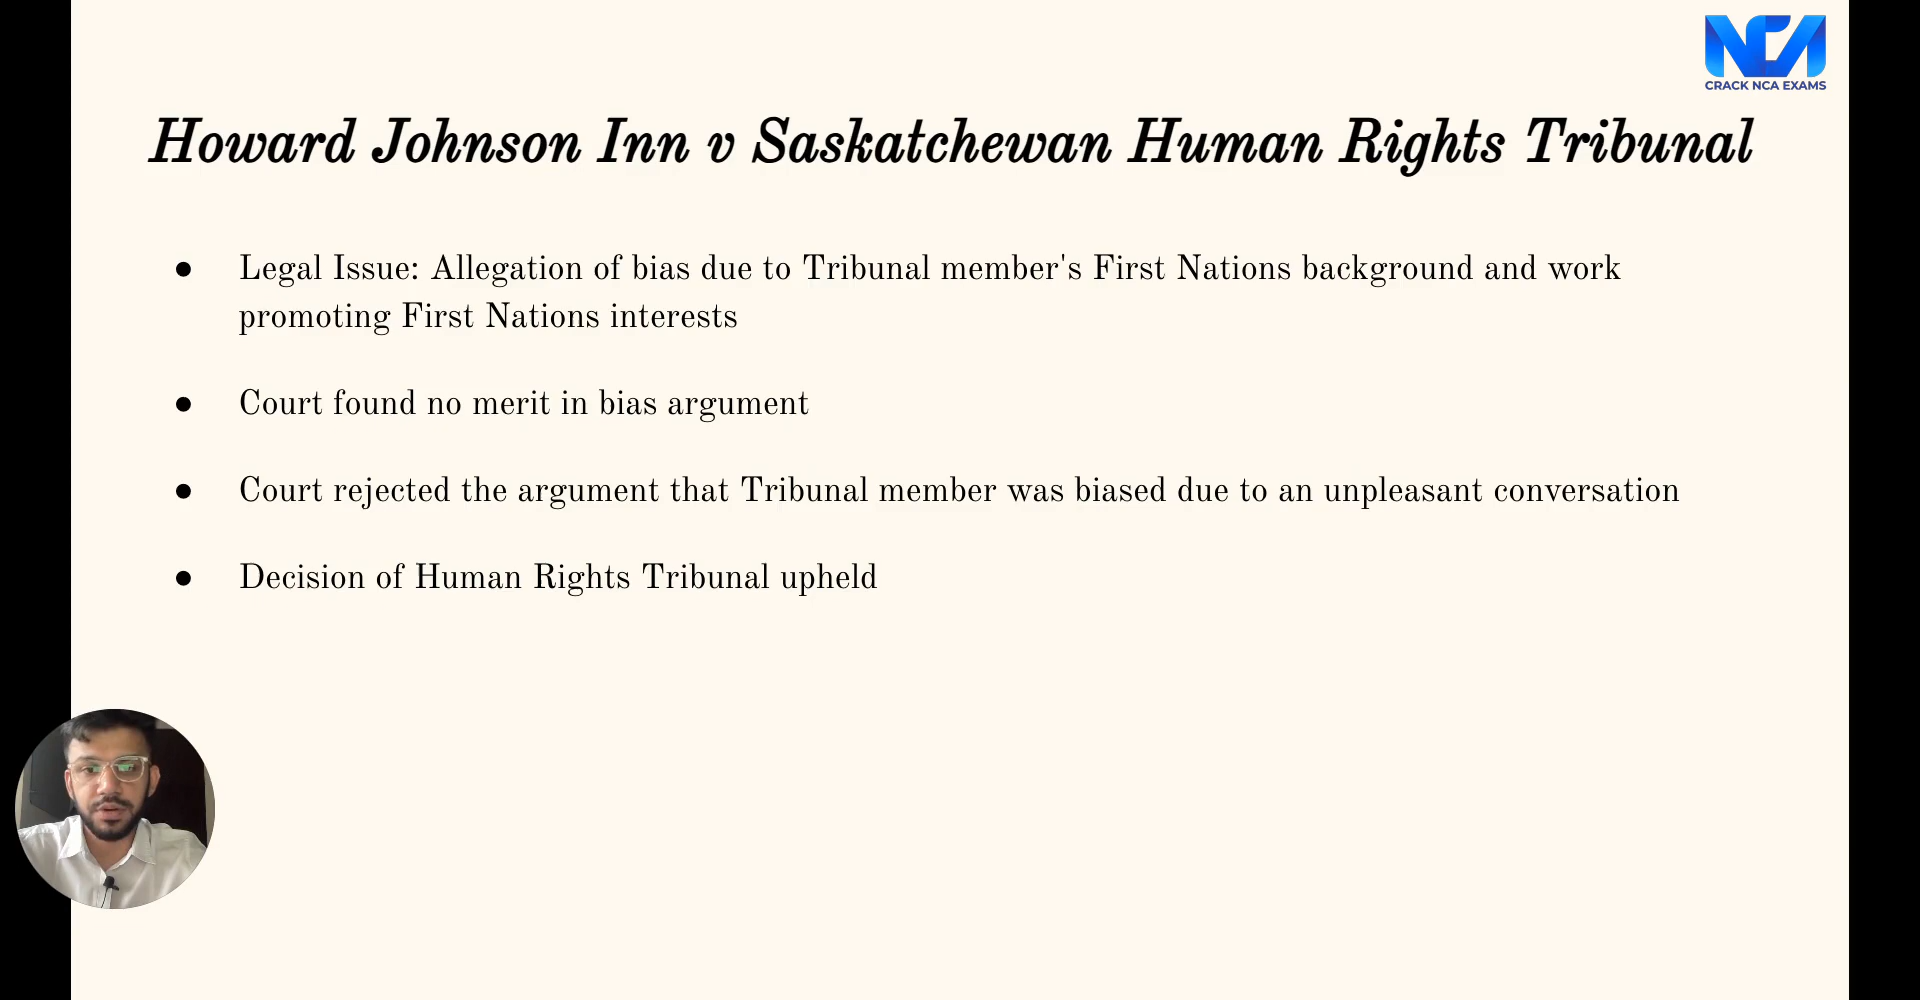 NCA
CRACK NCA EXAMS
Howard Johnson Inn v Saskatchewan Human Rights Tribunal
● Legal Issue: Allegation of bias due to Tribunal member's First Nations background and work
promoting First Nations interests
● Court found no merit in bias argument
● Court rejected the argument that Tribunal member was biased due to an unpleasant conversation
● Decision of Human Rights Tribunal upheld